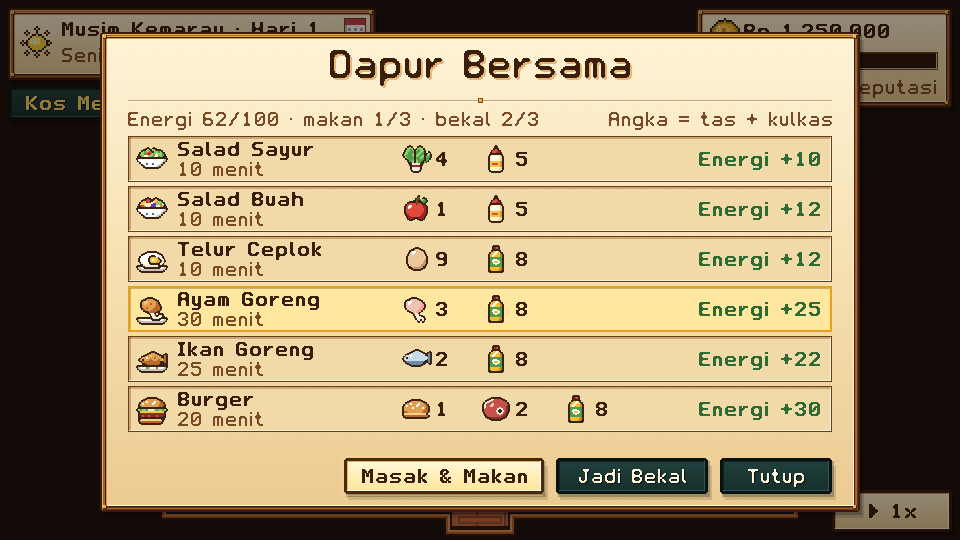 Musim Kemarau · Hari 1
Seni
Kos Me
Rp 1.250.000
eputasi
Dapur Bersama
Energi 62/100 · makan 1/3 · bekal 2/3
Angka = tas + kulkas
Salad Sayur
10 menit
4
5
Energi +10
Salad Buah
10 menit
1
5
Energi +12
Telur Ceplok
10 menit
9
8
Energi +12
Ayam Goreng
30 menit
3
8
Energi +25
Ikan Goreng
25 menit
2
8
Energi +22
Burger
20 menit
1
2
8
Energi +30
Masak & Makan
Jadi Bekal
Tutup
1x